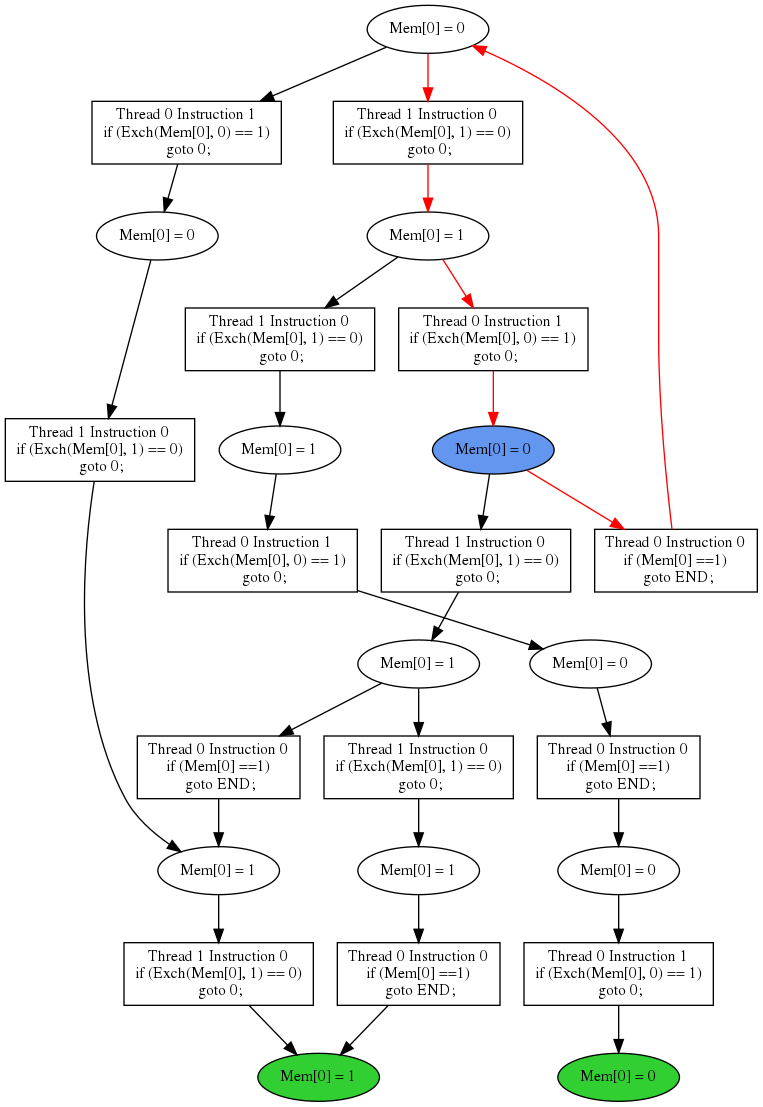 Mem[0] = 0
Thread 0 Instruction 1
if (Exch(Mem[0], 0) == 1)
goto 0;
Thread 1 Instruction 0
if (Exch(Mem[0], 1) == 0)
goto 0;
Mem[0] = 0
Mem[0] = 1
Thread 1 Instruction 0
if (Exch(Mem[0], 1) == 0)
goto 0;
Thread 0 Instruction 1
if (Exch(Mem[0], 0) == 1)
goto 0;
Thread 1 Instruction 0
if (Exch(Mem[0], 1) == 0)
goto 0;
Mem[0] = 1
Mem[0] = 0
Thread 0 Instruction 1
if (Exch(Mem[0], 0) == 1)
goto 0;
Thread 1 Instruction 0
if (Exch(Mem[0], 1) == 0)
goto 0;
Thread 0 Instruction 0
if (Mem[0] ==1)
goto END;
Mem[0] = 1
Mem[0] = 0
Thread 0 Instruction 0
if (Mem[0] ==1)
goto END;
Thread 1 Instruction 0
if (Exch(Mem[0], 1) == 0)
goto 0;
Thread 0 Instruction 0
if (Mem[0] ==1)
goto END;
Mem[0] = 1
Mem[0] = 1
Mem[0] = 0
Thread 1 Instruction 0
if (Exch(Mem[0], 1) == 0)
goto 0;
Thread 0 Instruction 0
if (Mem[0] ==1)
goto END;
Thread 0 Instruction 1
if (Exch(Mem[0], 0) == 1)
goto 0;
Mem[0] = 1
Mem[0] = 0